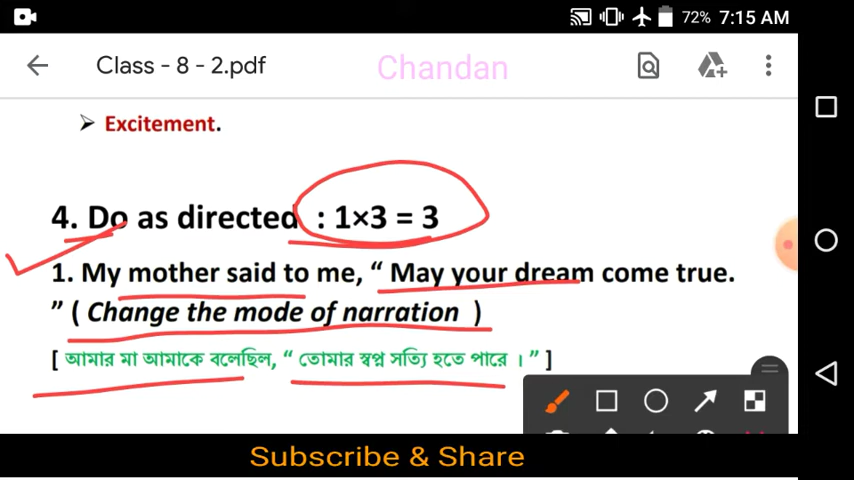 72% 7:15 AM
Class - 8 - 2.pdf
Chandan
➤ Excitement.
4. Do as directed : 1×3 = 3
1. My mother said to me, “ May your dream come true.
” ( Change the mode of narration )
[ আমার মা আমাকে বলেছিল, “ তোমার স্বপ্ন সত্যি হতে পারে । ” ]
Subscribe & Share